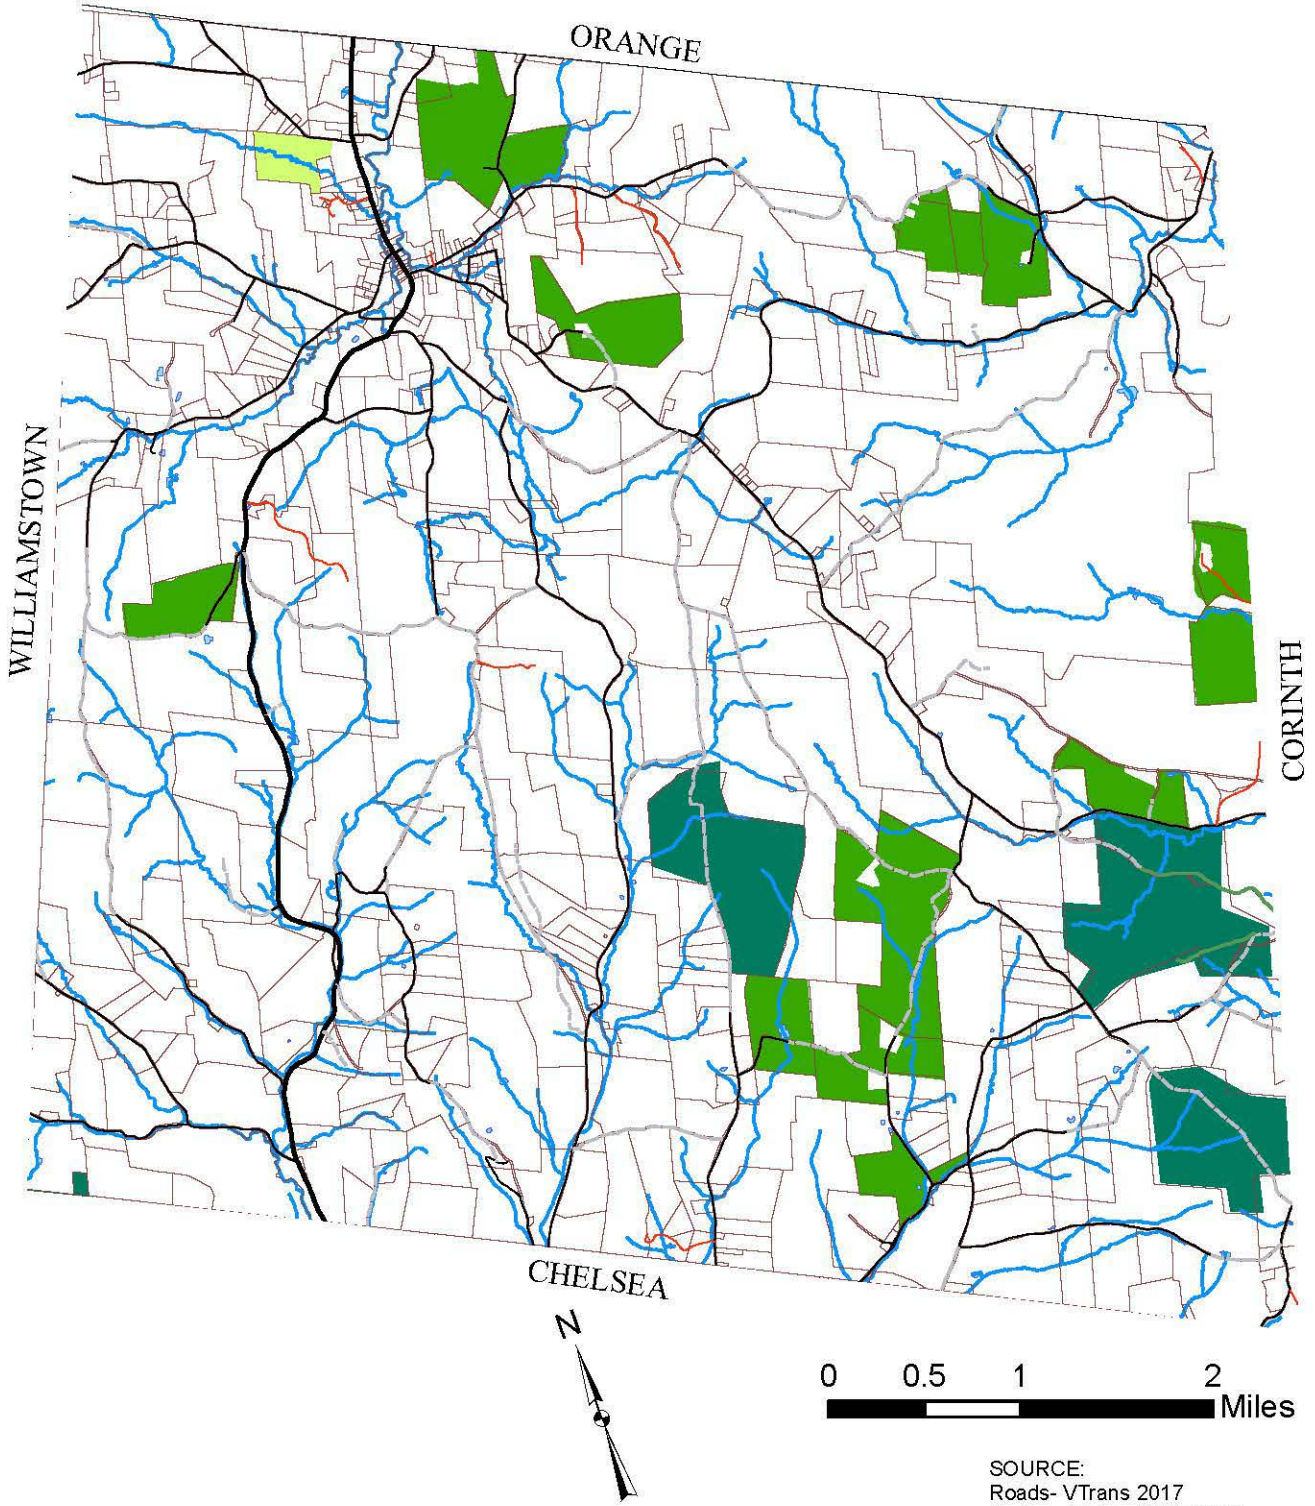 ORANGE
WILLIAMSTOWN
CORINTH
CHELSEA
N
0 0.5 1 2
Miles
SOURCE:
Roads- VTrans 2017